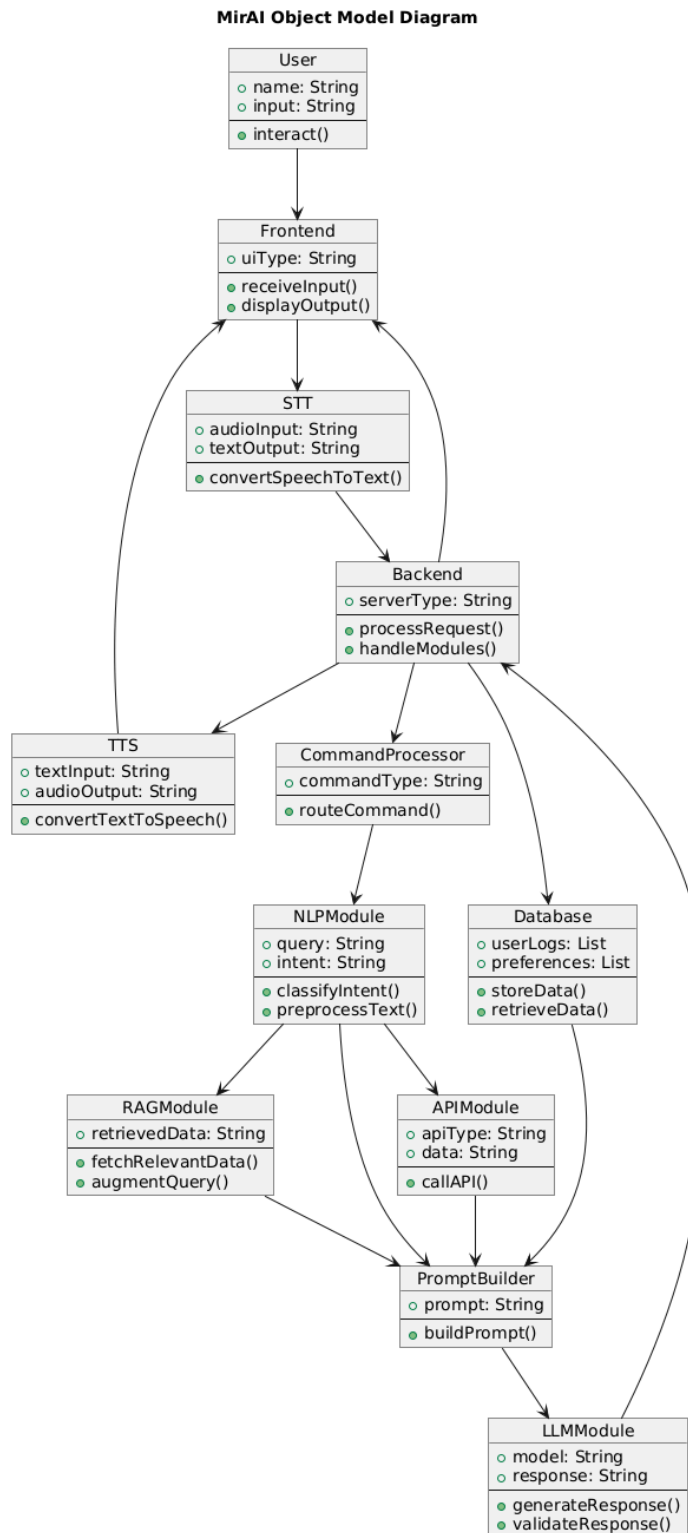 MirAI Object Model Diagram
User
name: String
input: String
interact()
Frontend
uiType: String
receiveInput()
displayOutput()
STT
audioInput: String
textOutput: String
convertSpeechToText()
Backend
serverType: String
processRequest()
handleModules()
TTS
textInput: String
audioOutput: String
convertTextToSpeech()
CommandProcessor
commandType: String
routeCommand()
NLPModule
query: String
intent: String
classifyIntent()
preprocessText()
Database
userLogs: List
preferences: List
storeData()
retrieveData()
RAGModule
retrievedData: String
fetchRelevantData()
augmentQuery()
APIModule
apiType: String
data: String
callAPI()
PromptBuilder
prompt: String
buildPrompt()
LLMModule
model: String
response: String
generateResponse()
validateResponse()